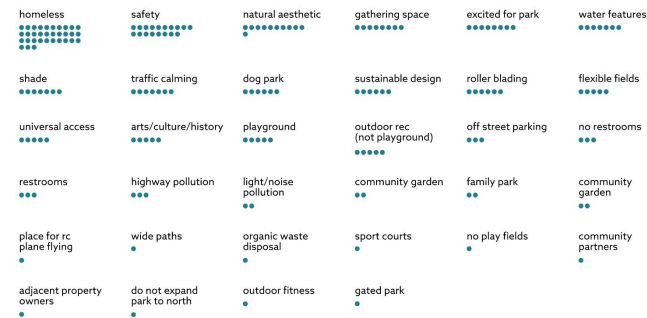 homeless
safety
natural aesthetic
gathering space
excited for park
water features
shade
traffic calming
dog park
sustainable design
roller blading
flexible fields
universal access
arts/culture/history
playground
outdoor rec
(not playground)
off street parking
no restrooms
restrooms
highway pollution
light/noise
pollution
community garden
family park
community
garden
place for rc
plane flying
wide paths
organic waste
disposal
sport courts
no play fields
community
partners
adjacent property
owners
do not expand
park to north
outdoor fitness
gated park